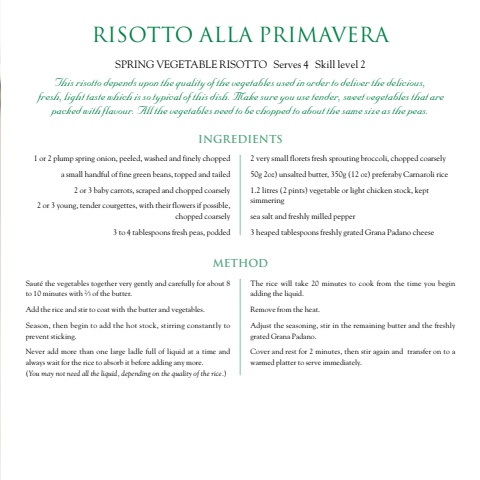 RISOTTO ALLA PRIMAVERA
SPRING VEGETABLE RISOTTO Serves 4 Skill level 2
This risotto depends upon the quality of the vegetables used in order to deliver the delicious,
fresh, light taste which is so typical of this dish. Make sure you use tender, sweet vegetables that are
packed with flavour. All the vegetables need to be chopped to about the same size as the peas.
INGREDIENTS
1 or 2 plump spring onion, peeled, washed and finely chopped
a small handful of fine green beans, topped and tailed
2 or 3 baby carrots, scraped and chopped coarsely
2 or 3 young, tender courgettes, with their flowers if possible,
chopped coarsely
3 to 4 tablespoons fresh peas, podded
2 very small florets fresh sprouting broccoli, chopped coarsely
50g 2oz) unsalted butter, 350g (12 oz) preferaby Carnaroli rice
1.2 litres (2 pints) vegetable or light chicken stock, kept
simmering
sea salt and freshly milled pepper
3 heaped tablespoons freshly grated Grana Padano cheese
METHOD
Sauté the vegetables together very gently and carefully for about 8
to 10 minutes with ⅔ of the butter.
Add the rice and stir to coat with the butter and vegetables.
Season, then begin to add the hot stock, stirring constantly to
prevent sticking.
Never add more than one large ladle full of liquid at a time and
always wait for the rice to absorb it before adding any more.
(You may not need all the liquid, depending on the quality of the rice.)
The rice will take 20 minutes to cook from the time you begin
adding the liquid.
Remove from the heat.
Adjust the seasoning, stir in the remaining butter and the freshly
grated Grana Padano.
Cover and rest for 2 minutes, then stir again and transfer on to a
warmed platter to serve immediately.